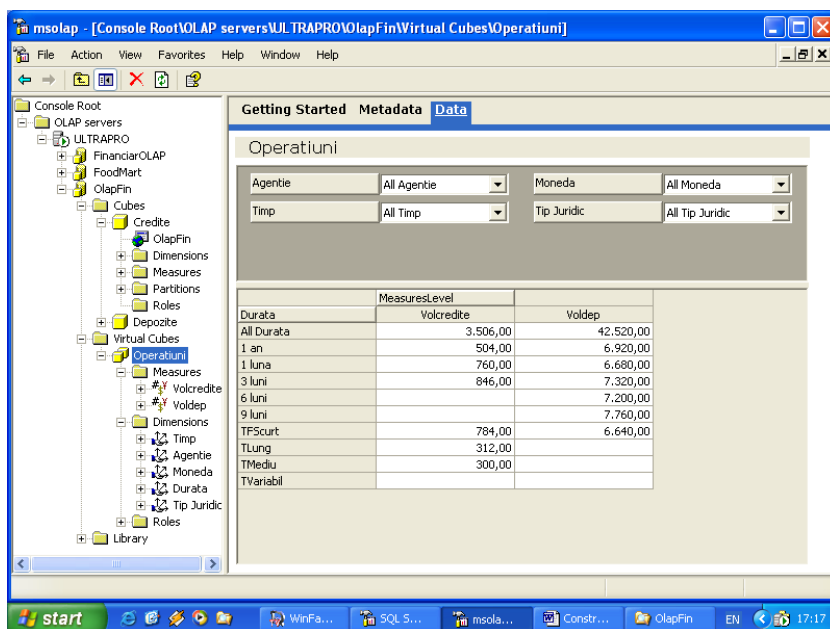 msolap - [Console Root\OLAP servers\ULTRAPRO\OlapFin\Virtual Cubes\Operatiuni]
File Action View Favorites Help Window Help
Console Root
OLAP servers
ULTRAPRO
FinanciarOLAP
FoodMart
OlapFin
Cubes
Credite
OlapFin
Dimensions
Measures
Partitions
Roles
Depozite
Virtual Cubes
Operatiuni
Measures
Volcredite
Voldep
Dimensions
Timp
Agentie
Moneda
Durata
Tip Juridic
Roles
Library
Getting Started Metadata Data
Operatiuni
Agentie All Agentie Moneda All Moneda
Timp All Timp Tip Juridic All Tip Juridic
MeasuresLevel
Durata Volcredite Voldep
All Durata 3.506,00 42.520,00
1 an 504,00 6.920,00
1 luna 760,00 6.680,00
3 luni 846,00 7.320,00
6 luni 7.200,00
9 luni 7.760,00
TFScurt 784,00 6.640,00
TLung 312,00
TMediu 300,00
TVariabil
start WinFa... SQL S... msola... Constr... OlapFin EN 17:17